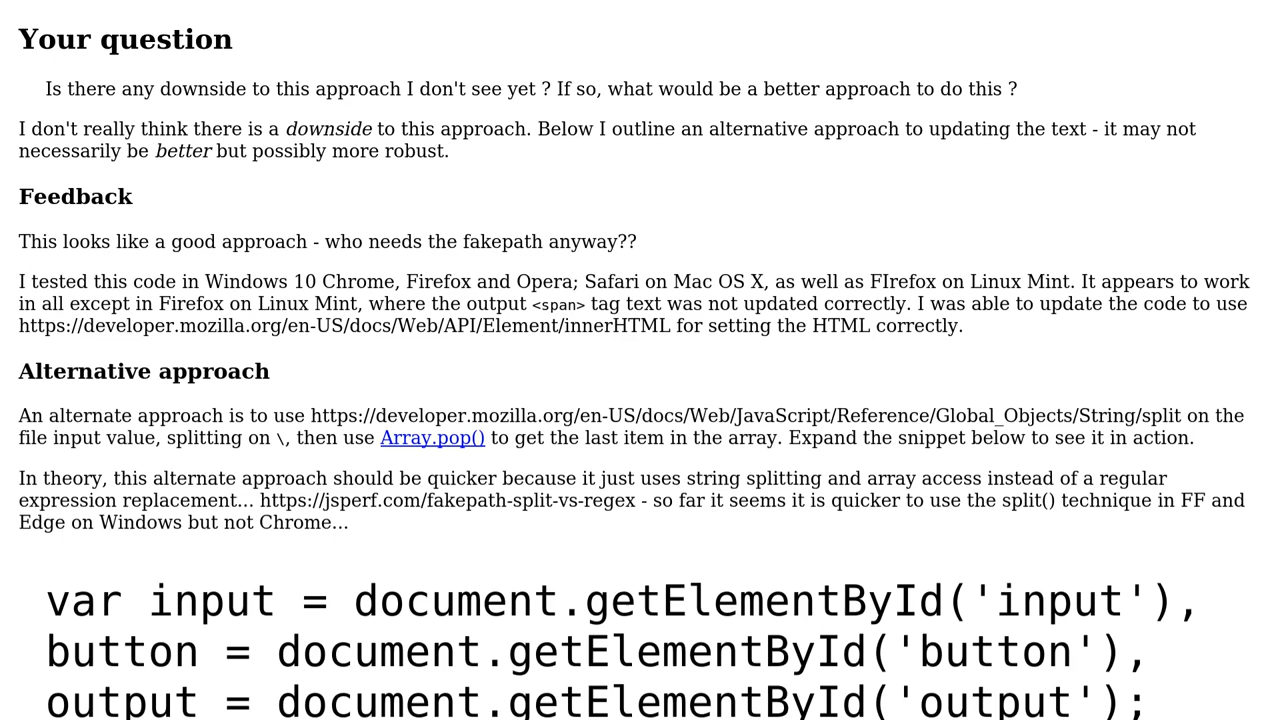 Your question
Is there any downside to this approach I don't see yet ? If so, what would be a better approach to do this ?
I don't really think there is a downside to this approach. Below I outline an alternative approach to updating the text - it may not
necessarily be better but possibly more robust.
Feedback
This looks like a good approach - who needs the fakepath anyway??
I tested this code in Windows 10 Chrome, Firefox and Opera; Safari on Mac OS X, as well as FIrefox on Linux Mint. It appears to work
in all except in Firefox on Linux Mint, where the output <span> tag text was not updated correctly. I was able to update the code to use
https://developer.mozilla.org/en-US/docs/Web/API/Element/innerHTML for setting the HTML correctly.
Alternative approach
An alternate approach is to use https://developer.mozilla.org/en-US/docs/Web/JavaScript/Reference/Global_Objects/String/split on the
file input value, splitting on \, then use Array.pop() to get the last item in the array. Expand the snippet below to see it in action.
In theory, this alternate approach should be quicker because it just uses string splitting and array access instead of a regular
expression replacement... https://jsperf.com/fakepath-split-vs-regex - so far it seems it is quicker to use the split() technique in FF and
Edge on Windows but not Chrome...
var input = document.getElementById('input'),
button = document.getElementById('button'),
output = document.getElementById('output');